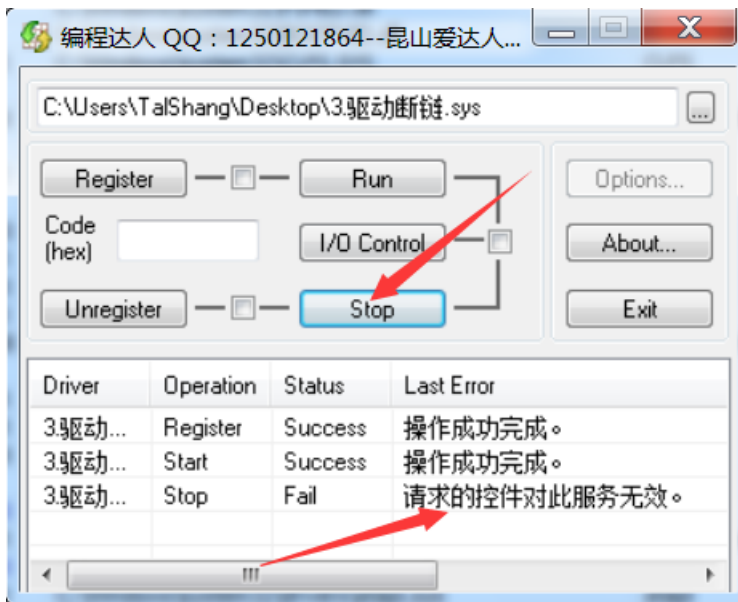 编程达人 QQ：1250121864--昆山爱达人...
C:\Users\TalShang\Desktop\3.驱动断链.sys ...
Register Run Options...
Code (hex) I/O Control About...
Unregister Stop Exit
Driver Operation Status Last Error
3.驱动... Register Success 操作成功完成。
3.驱动... Start Success 操作成功完成。
3.驱动... Stop Fail 请求的控件对此服务无效。